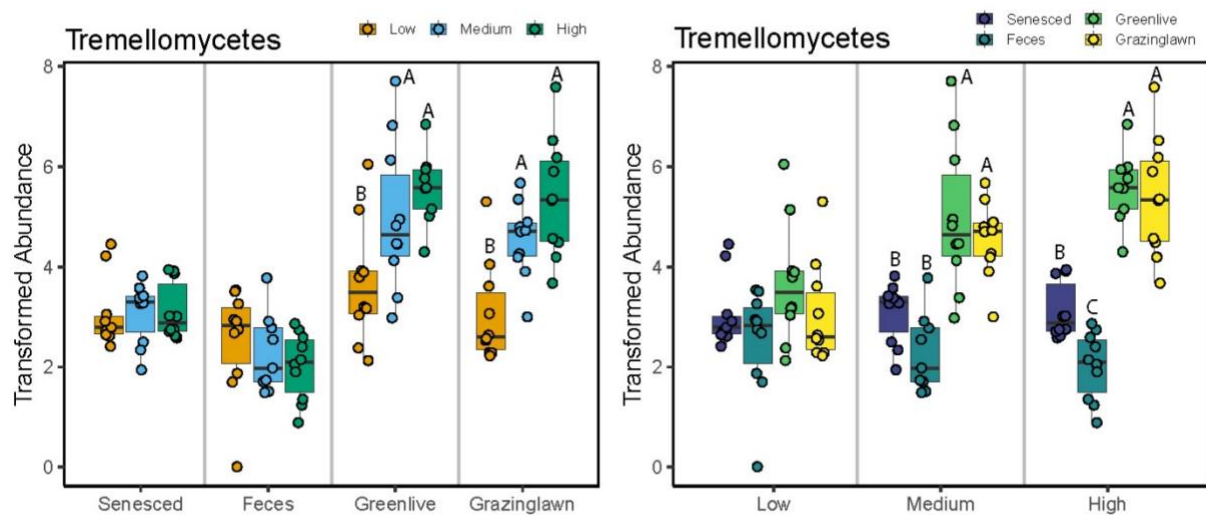 Tremellomycetes
Low Medium High
Transformed Abundance
8
6
4
2
0
B
A
A
B
A
A
Senesced Feces Greenlive Grazinglawn
Tremellomycetes
Senesced Greenlive
Feces Grazinglawn
Transformed Abundance
8
6
4
2
0
B
B
A
A
B
C
A
A
Low Medium High